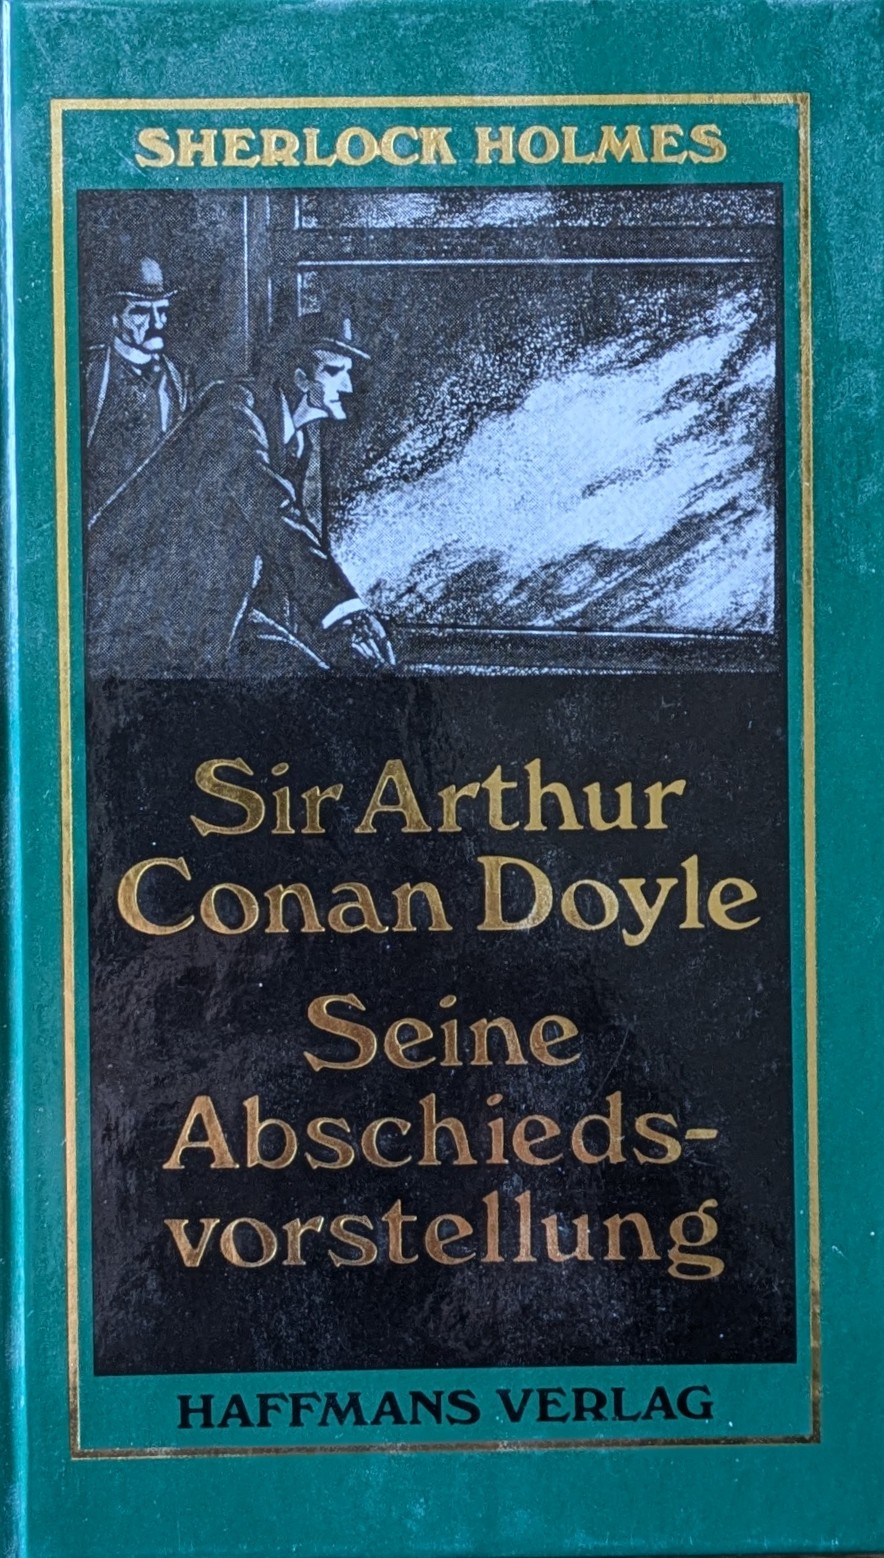 SHERLOCK HOLMES
Sir Arthur
Conan Doyle
Seine
Abschieds-
vorstellung
HAFFMANS VERLAG